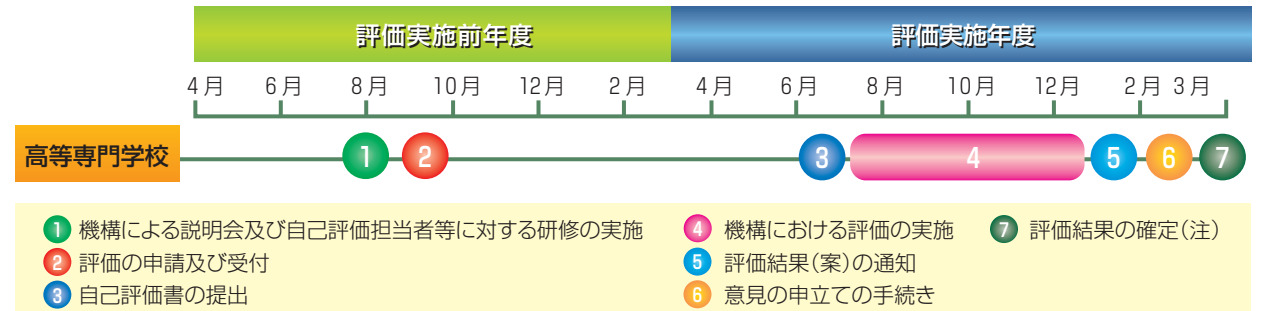 評価実施前年度 評価実施年度
4月 6月 8月 10月 12月 2月 4月 6月 8月 10月 12月 2月 3月
高等専門学校 1 2 3 4 5 6 7
1 機構による説明会及び自己評価担当者等に対する研修の実施
2 評価の申請及び受付
3 自己評価書の提出
4 機構における評価の実施
5 評価結果(案)の通知
6 意見の申立ての手続き
7 評価結果の確定(注)